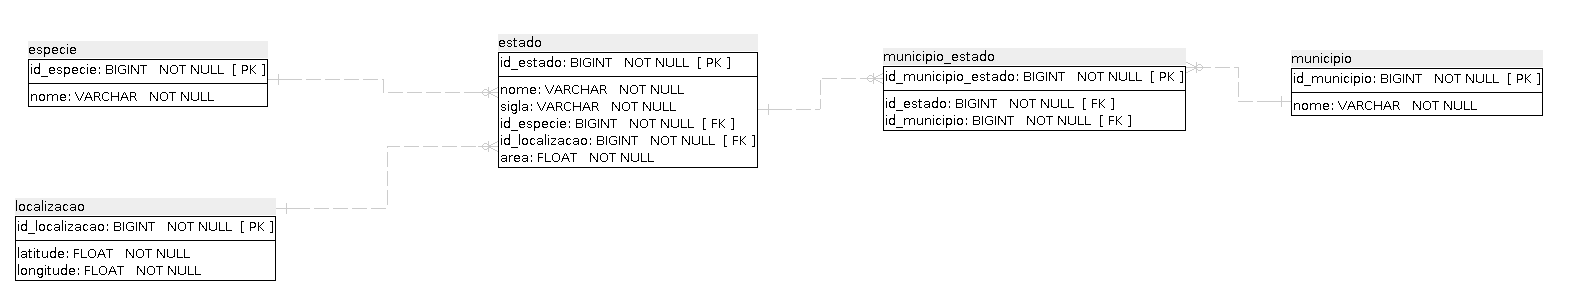 especie
id_especie: BIGINT NOT NULL [ PK ]
nome: VARCHAR NOT NULL
localizacao
id_localizacao: BIGINT NOT NULL [ PK ]
latitude: FLOAT NOT NULL
longitude: FLOAT NOT NULL
estado
id_estado: BIGINT NOT NULL [ PK ]
nome: VARCHAR NOT NULL
sigla: VARCHAR NOT NULL
id_especie: BIGINT NOT NULL [ FK ]
id_localizacao: BIGINT NOT NULL [ FK ]
area: FLOAT NOT NULL
municipio_estado
id_municipio_estado: BIGINT NOT NULL [ PK ]
id_estado: BIGINT NOT NULL [ FK ]
id_municipio: BIGINT NOT NULL [ FK ]
municipio
id_municipio: BIGINT NOT NULL [ PK ]
nome: VARCHAR NOT NULL